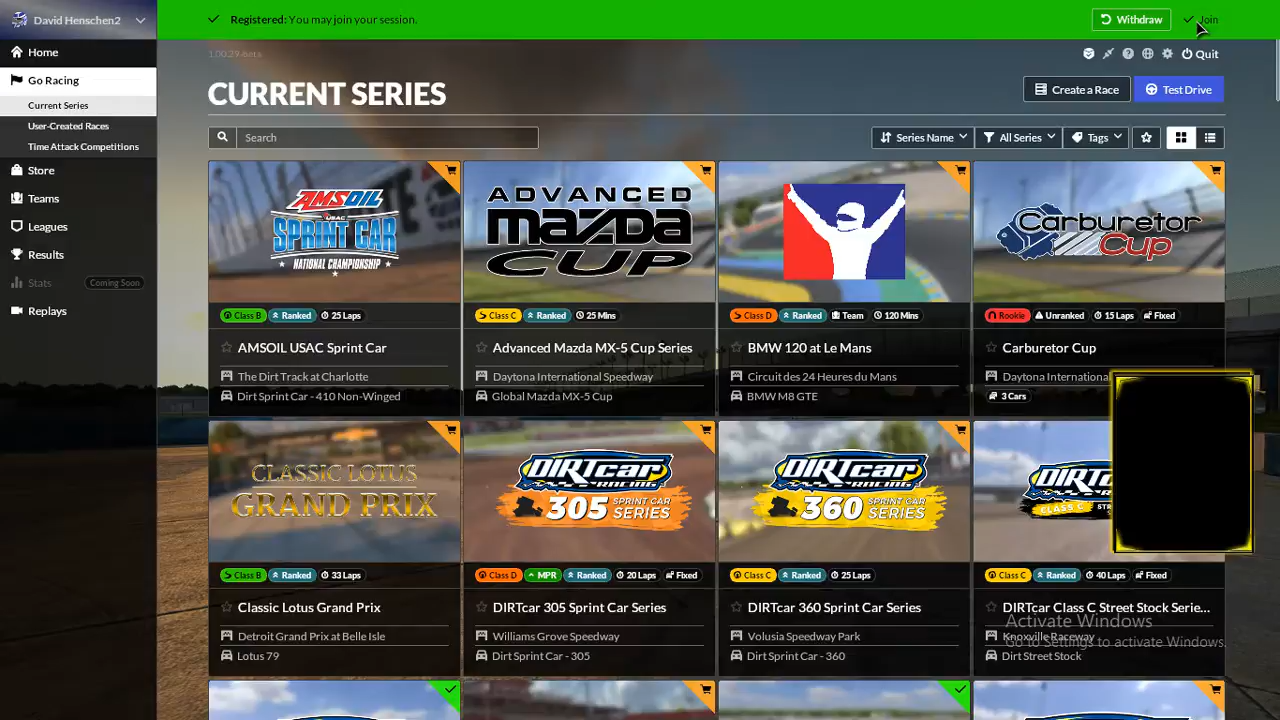 David Henschen2
Registered: You may join your session.
Withdraw
Join
Home
Go Racing
Current Series
User-Created Races
Time Attack Competitions
Store
Teams
Leagues
Results
Stats
Coming Soon
Replays
1.00.29-beta
Quit
CURRENT SERIES
Create a Race
Test Drive
Search
Series Name
All Series
Tags
AMSOIL
USAC
SPRINT CAR
NATIONAL CHAMPIONSHIP
Class B Ranked 25 Laps
AMSOIL USAC Sprint Car
The Dirt Track at Charlotte
Dirt Sprint Car - 410 Non-Winged
ADVANCED
mazda
CUP
Class C Ranked 25 Mins
Advanced Mazda MX-5 Cup Series
Daytona International Speedway
Global Mazda MX-5 Cup
Class D Ranked Team 120 Mins
BMW 120 at Le Mans
Circuit des 24 Heures du Mans
BMW M8 GTE
Carburetor
Cup
Rookie Unranked 15 Laps Fixed
Carburetor Cup
Daytona Internationa
3 Cars
CLASSIC LOTUS
GRAND PRIX
Class B Ranked 33 Laps
Classic Lotus Grand Prix
Detroit Grand Prix at Belle Isle
Lotus 79
DIRTcar
RACING
305 SPRINT CAR
SERIES
Class D MPR Ranked 20 Laps Fixed
DIRTcar 305 Sprint Car Series
Williams Grove Speedway
Dirt Sprint Car - 305
DIRTcar
RACING
360 SPRINT CAR
SERIES
Class C Ranked 25 Laps
DIRTcar 360 Sprint Car Series
Volusia Speedway Park
Dirt Sprint Car - 360
CLASS C
Class C Ranked 40 Laps Fixed
DIRTcar Class C Street Stock Serie...
Knoxville Raceway
Dirt Street Stock
Activate Windows
Go to Settings to activate Windows.